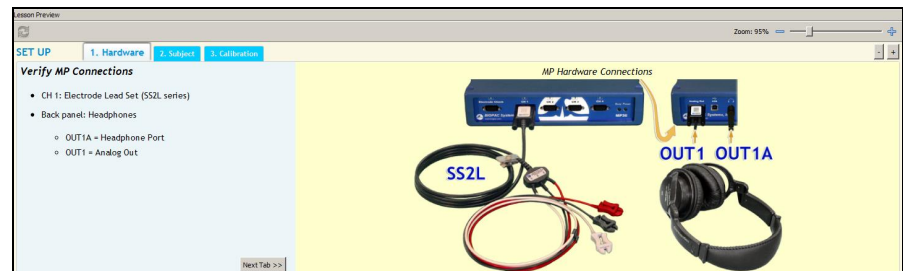 Lesson Preview
Zoom: 95%
SET UP
1. Hardware
2. Subject
3. Calibration
- +
Verify MP Connections
• CH 1: Electrode Lead Set (SS2L series)
• Back panel: Headphones
○ OUT1A = Headphone Port
○ OUT1 = Analog Out
Next Tab >>
MP Hardware Connections
OUT1 OUT1A
SS2L